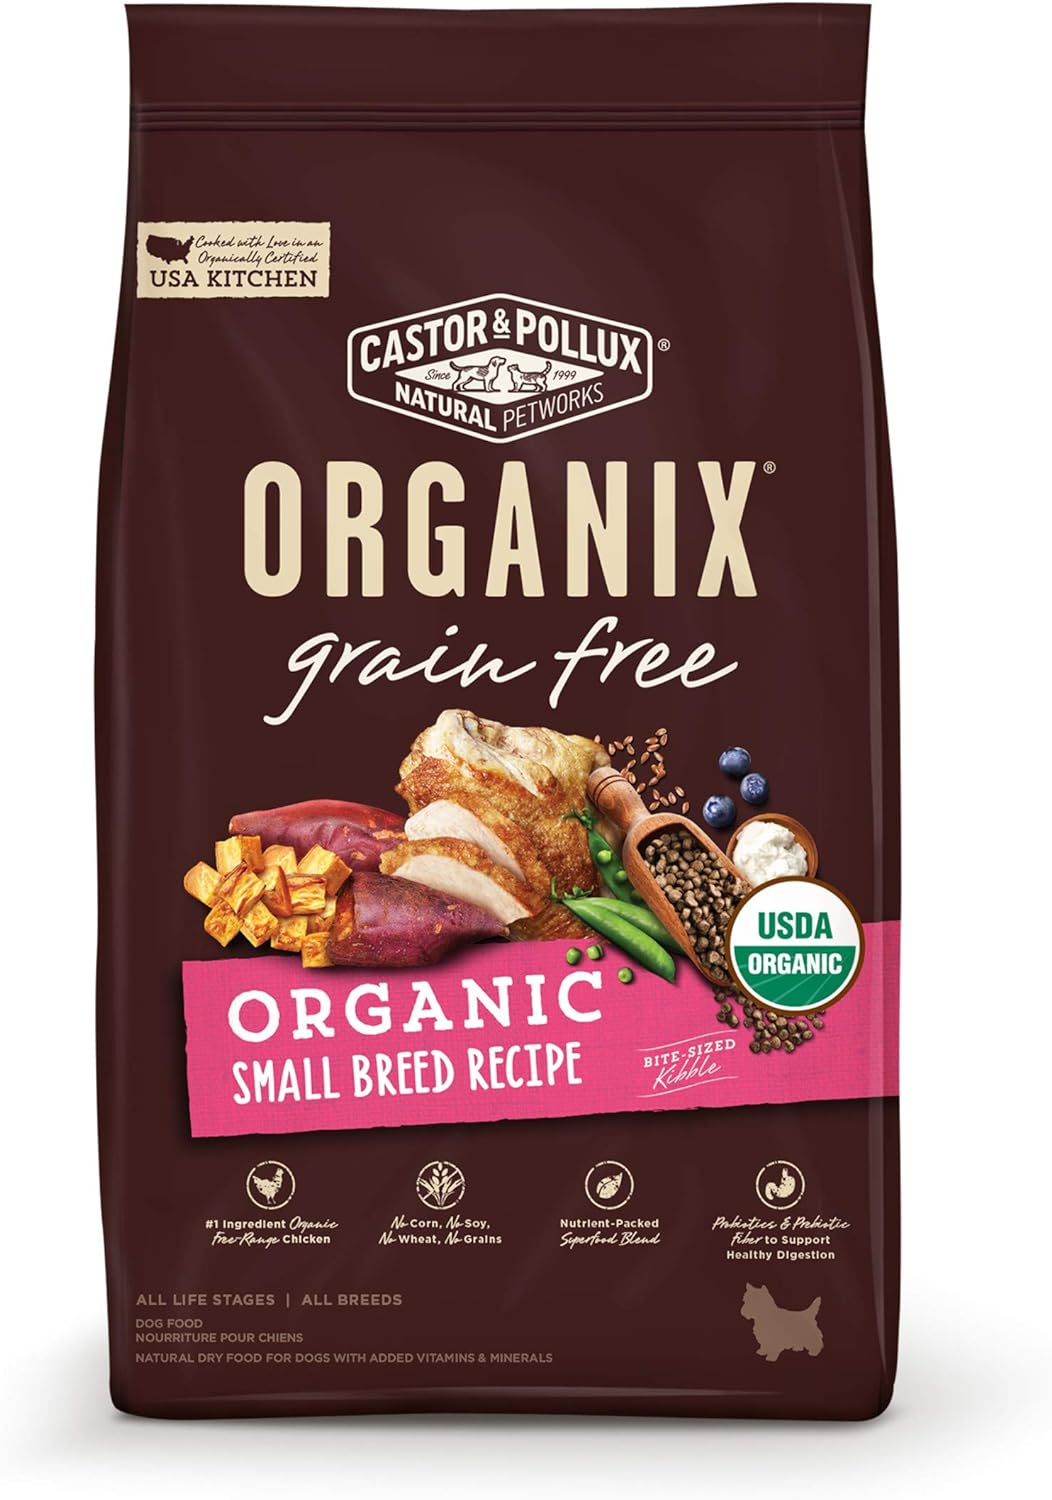 Cooked with Love in an
Organically Certified
USA KITCHEN
CASTOR & POLLUX®
Since 1999
NATURAL PETWORKS
ORGANIX®
grain free
USDA
ORGANIC
ORGANIC
SMALL BREED RECIPE
BITE-SIZED
Kibble
#1 Ingredient Organic
Free-Range Chicken
No Corn, No Soy,
No Wheat, No Grains
Nutrient-Packed
Superfood Blend
Probiotics & Prebiotic
Fiber to Support
Healthy Digestion
ALL LIFE STAGES | ALL BREEDS
DOG FOOD
NOURRITURE POUR CHIENS
NATURAL DRY FOOD FOR DOGS WITH ADDED VITAMINS & MINERALS